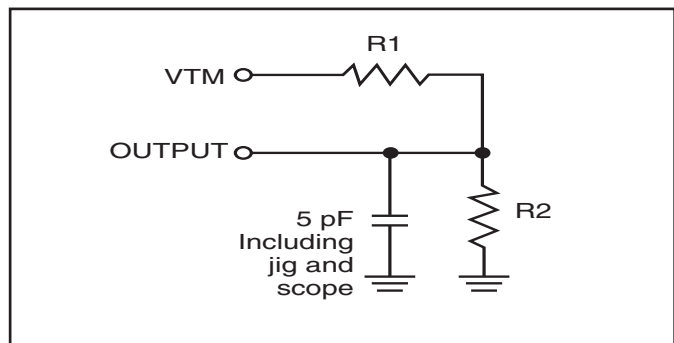 R1
VTM
OUTPUT
5 pF
Including
jig and
scope
R2